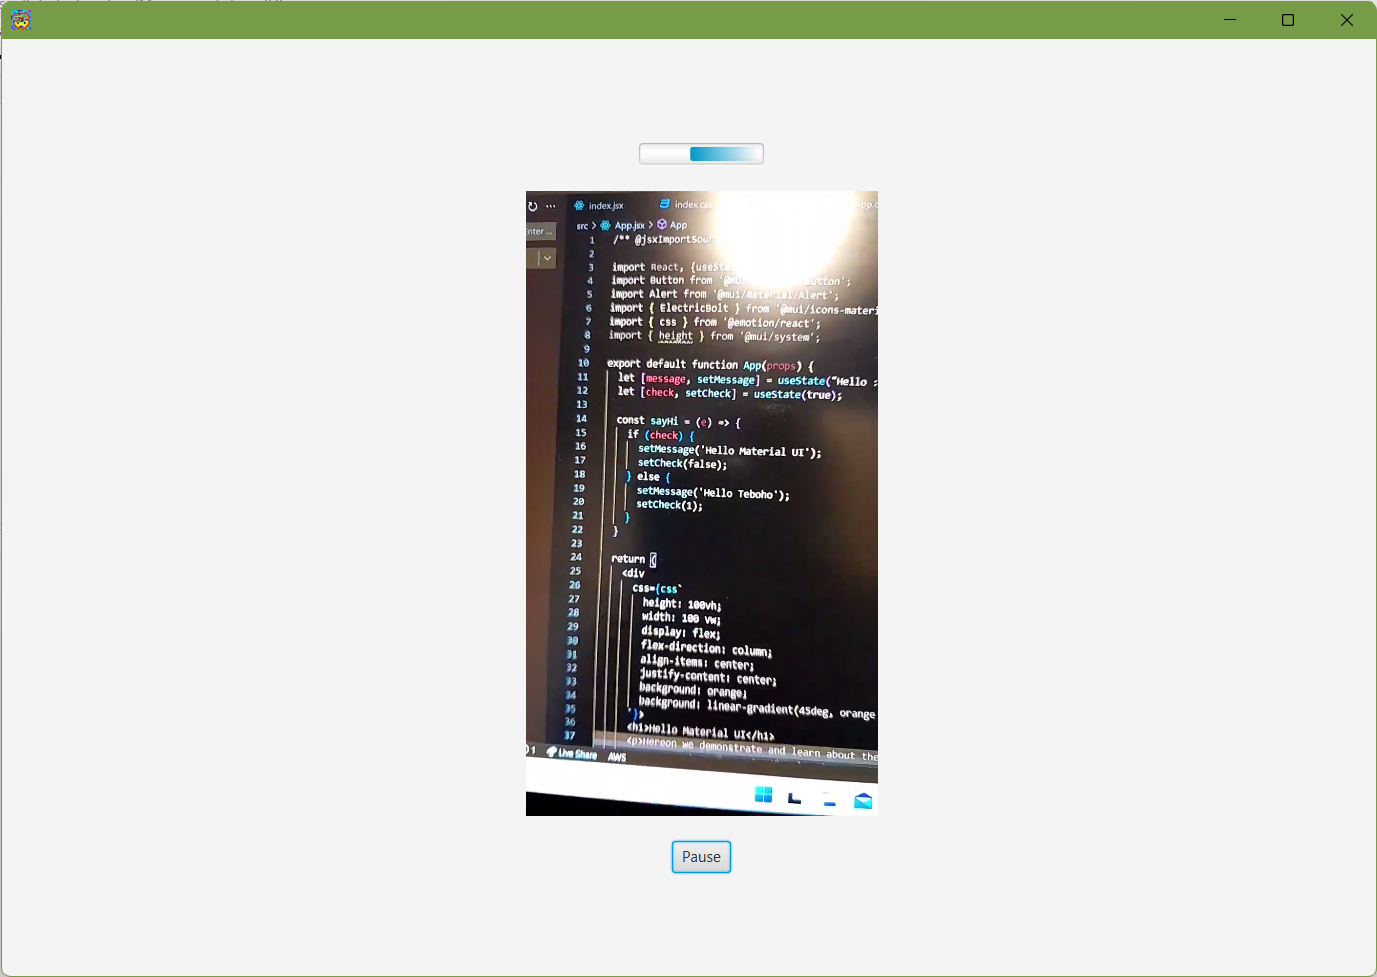 index.jsx
index.cs
App.c
src > App.jsx > App
nter ...
1 /** @jsxImportSour
2
3 import React, {useSta
4 import Button from '@mu utton';
5 import Alert from '@mui/material/Alert';
6 import { ElectricBolt } from '@mui/icons-materi
7 import { css } from '@emotion/react';
8 import { height } from '@mui/system';
9
10 export default function App(props) {
11 let [message, setMessage] = useState("Hello :
12 let [check, setCheck] = useState(true);
13
14 const sayHi = (e) => {
15 if (check) {
16 setMessage('Hello Material UI');
17 setCheck(false);
18 } else {
19 setMessage('Hello Teboho');
20 setCheck(1);
21 }
22 }
23
24 return (
25 <div
26 css={css`
27 height: 100vh;
28 width: 100 vw;
29 display: flex;
30 flex-direction: column;
31 align-items: center;
32 justify-content: center;
33 background: orange;
34 background: linear-gradient(45deg, orange
35 `}>
36 <h1>Hello Material UI</h1>
37 <p>Hereon we demonstrate and learn about the
1 Live Share AWS
Pause